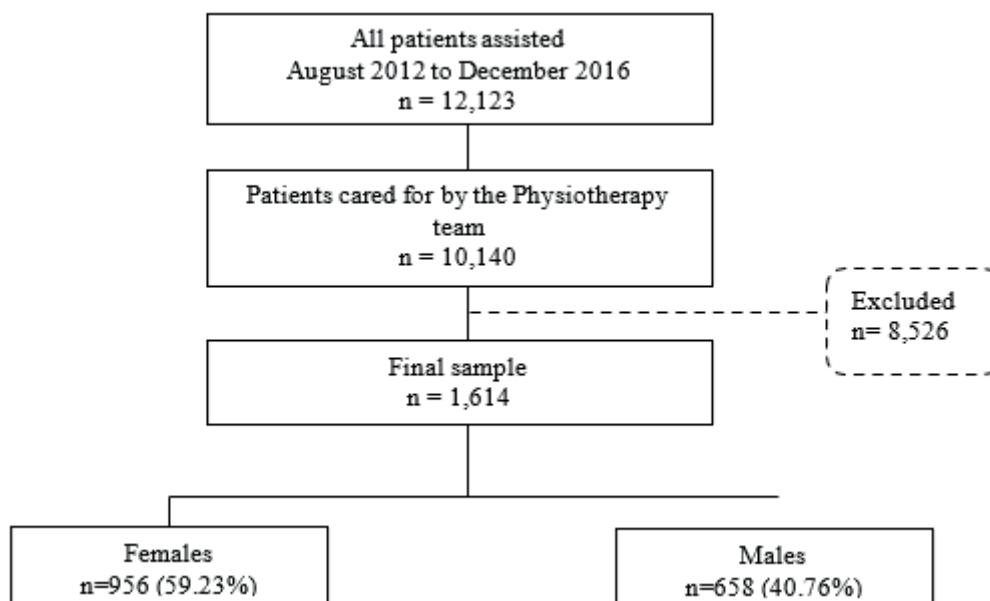 All patients assisted
August 2012 to December 2016
n = 12,123
Patients cared for by the Physiotherapy
team
n = 10,140
Excluded
n= 8,526
Final sample
n = 1,614
Females
n=956 (59.23%)
Males
n=658 (40.76%)